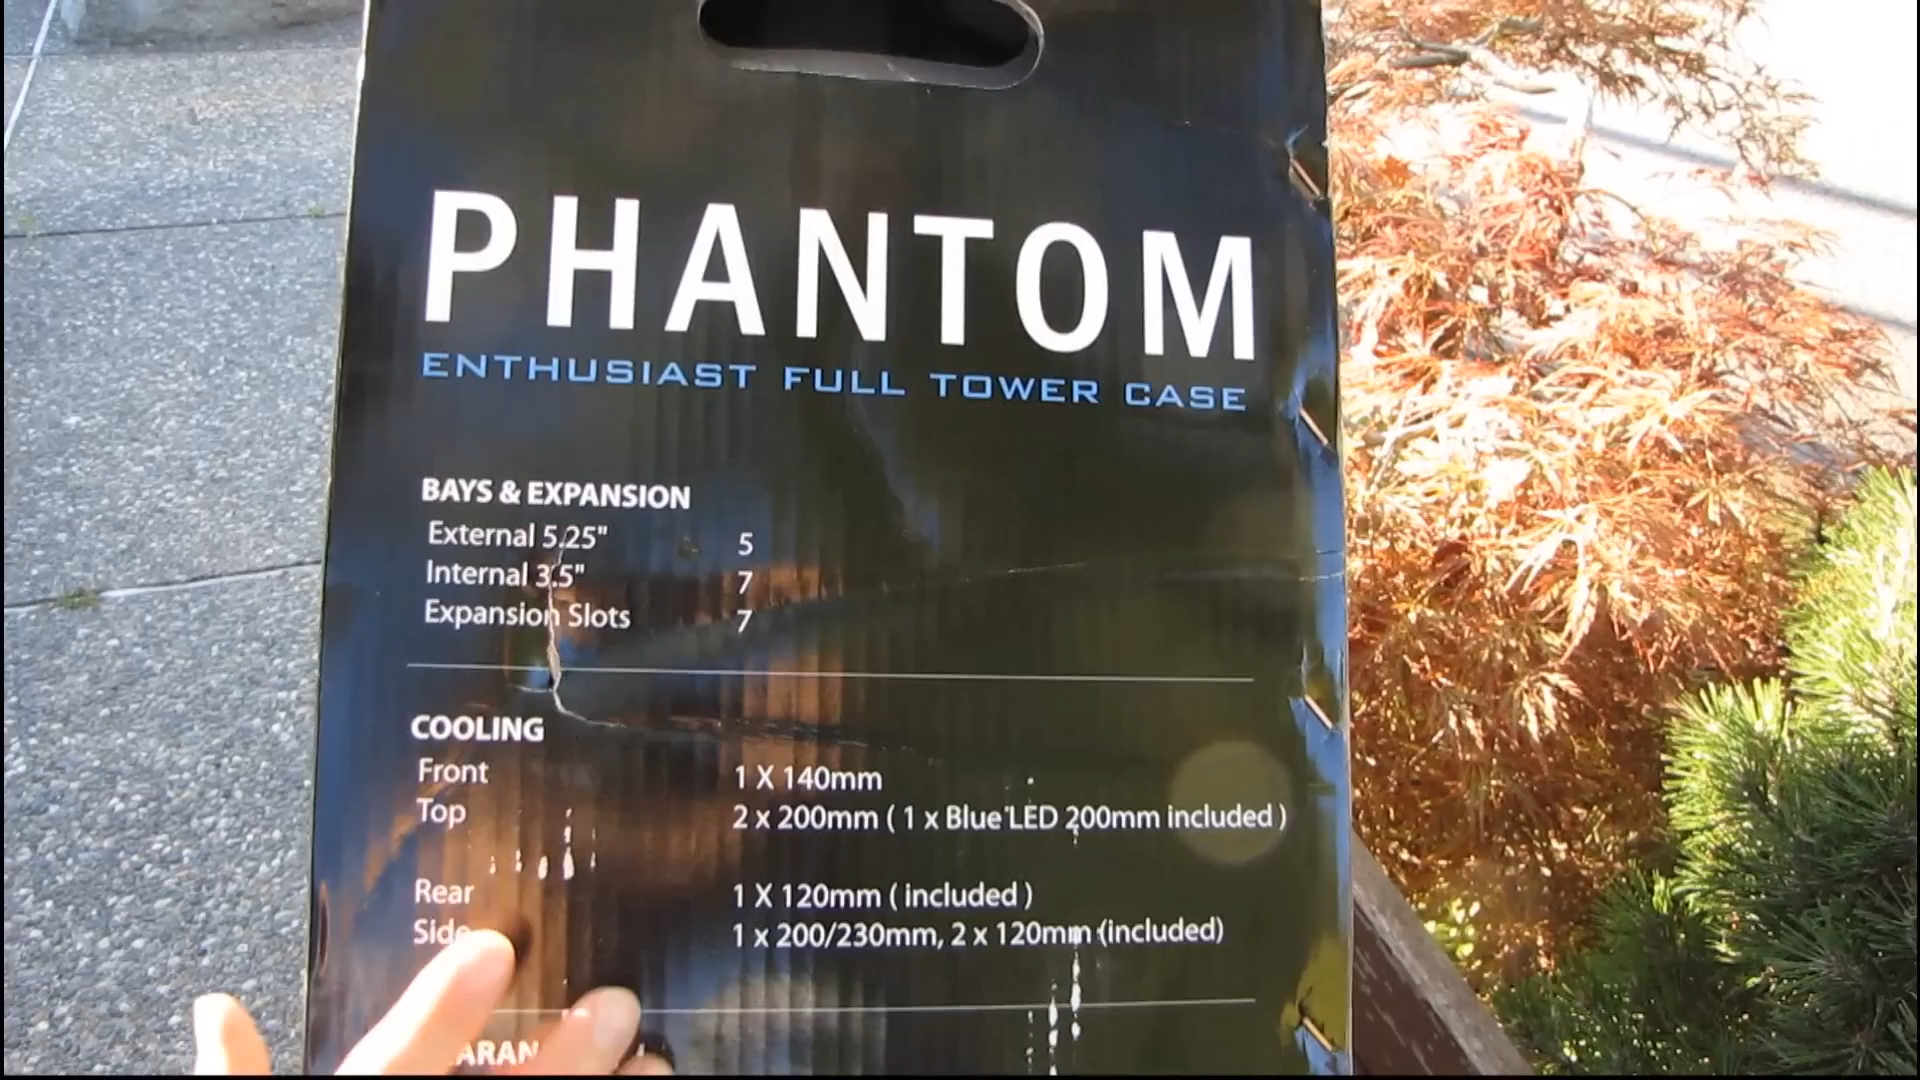 PHANTOM
ENTHUSIAST FULL TOWER CASE
BAYS & EXPANSION
External 5.25" 5
Internal 3.5" 7
Expansion Slots 7
COOLING
Front 1 X 140mm
Top 2 x 200mm ( 1 x Blue LED 200mm included )
Rear 1 X 120mm ( included )
Side 1 x 200/230mm, 2 x 120mm (included)